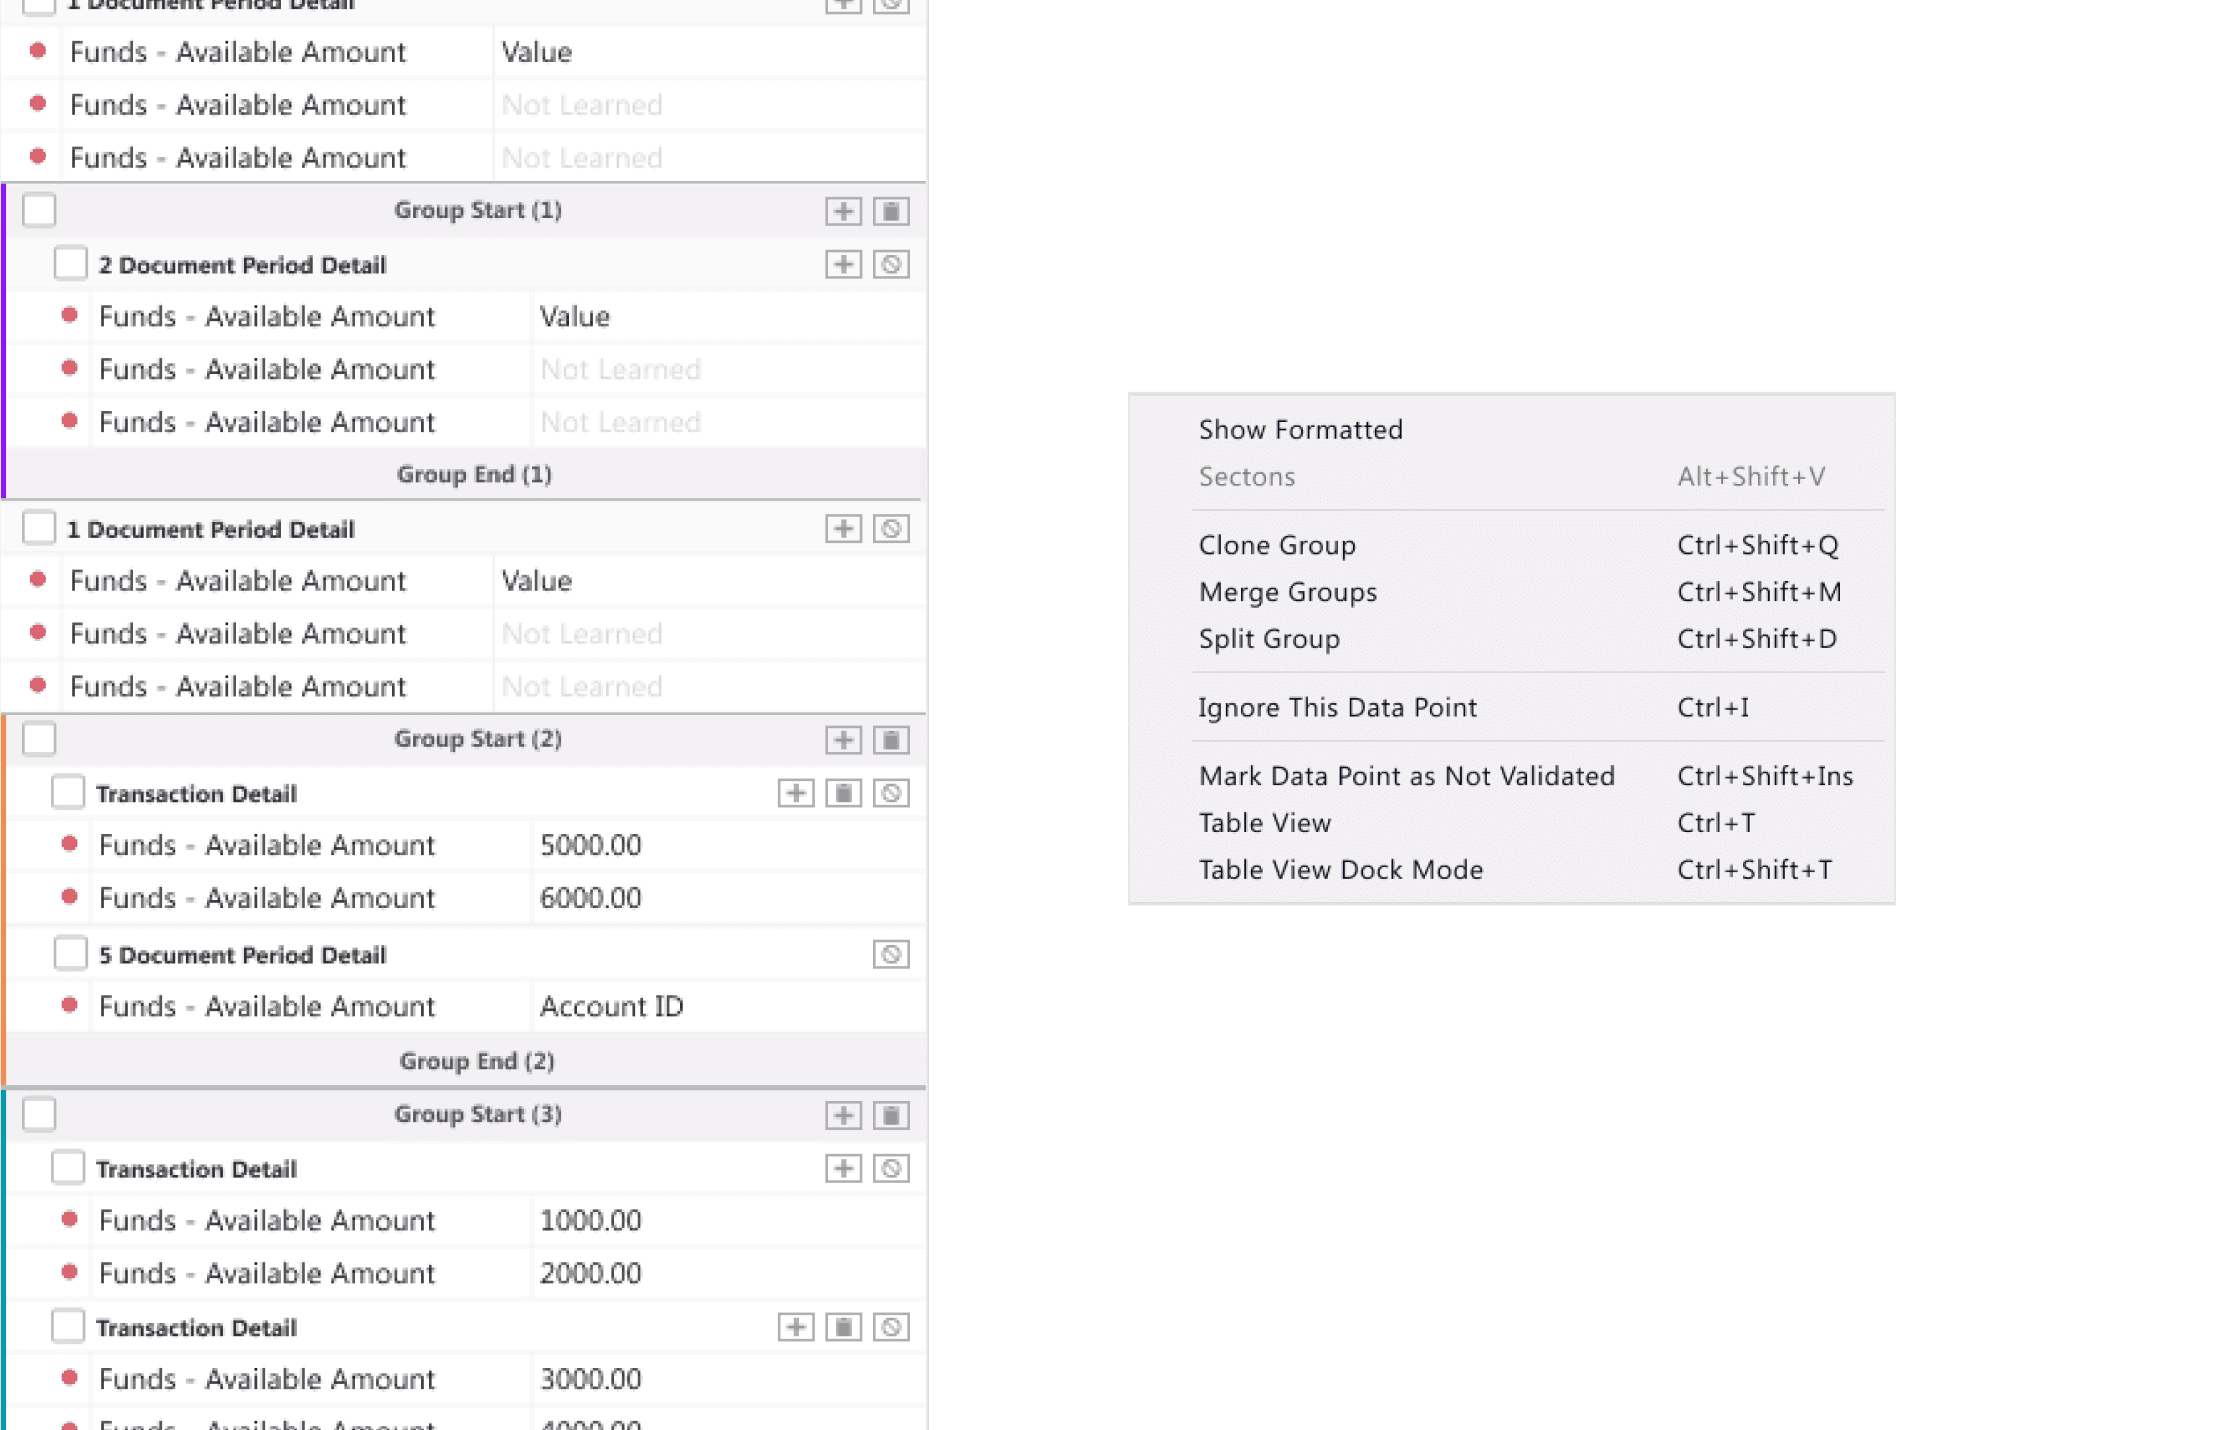 1 Document Period Detail
Funds - Available Amount Value
Funds - Available Amount Not Learned
Funds - Available Amount Not Learned
Group Start (1)
2 Document Period Detail
Funds - Available Amount Value
Funds - Available Amount Not Learned
Funds - Available Amount Not Learned
Group End (1)
1 Document Period Detail
Funds - Available Amount Value
Funds - Available Amount Not Learned
Funds - Available Amount Not Learned
Group Start (2)
Transaction Detail
Funds - Available Amount 5000.00
Funds - Available Amount 6000.00
5 Document Period Detail
Funds - Available Amount Account ID
Group End (2)
Group Start (3)
Transaction Detail
Funds - Available Amount 1000.00
Funds - Available Amount 2000.00
Transaction Detail
Funds - Available Amount 3000.00
Funds - Available Amount 4000.00
Show Formatted
Sectons Alt+Shift+V
Clone Group Ctrl+Shift+Q
Merge Groups Ctrl+Shift+M
Split Group Ctrl+Shift+D
Ignore This Data Point Ctrl+I
Mark Data Point as Not Validated Ctrl+Shift+Ins
Table View Ctrl+T
Table View Dock Mode Ctrl+Shift+T